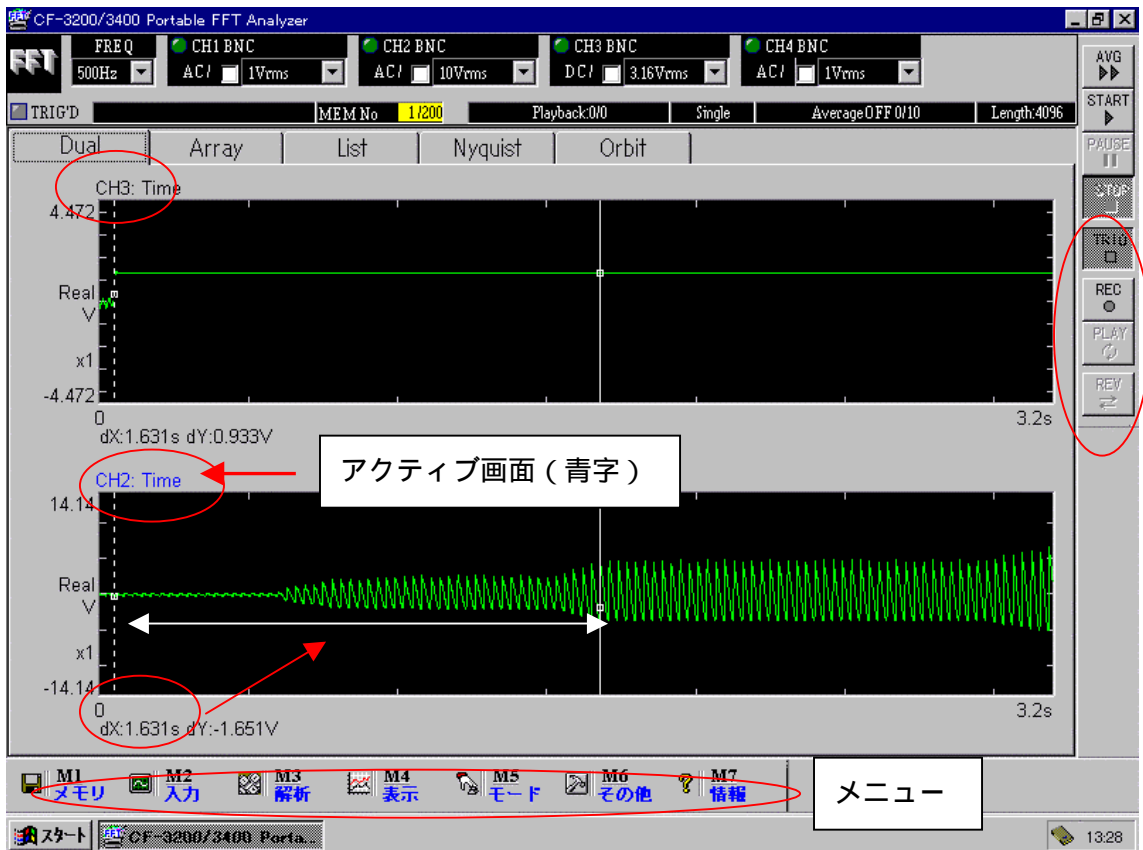 CF-3200/3400 Portable FFT Analyzer
FFT
FREQ
500Hz
CH1 BNC
AC/ 1Vrms
CH2 BNC
AC/ 10Vrms
CH3 BNC
DC/ 3.16Vrms
CH4 BNC
AC/ 1Vrms
TRIG'D
MEM No 1/200
Playback:0/0
Single
Average OFF 0/10
Length:4096
Dual
Array
List
Nyquist
Orbit
AVG
START
PAUSE
STOP
TRIG
REC
PLAY
REV
CH3: Time
4.472
Real
V
x1
-4.472
0
3.2s
dX:1.631s dY:0.933V
アクティブ画面(青字)
CH2: Time
14.14
Real
V
x1
-14.14
0
3.2s
dX:1.631s dY:-1.651V
M1
メモリ
M2
入力
M3
解析
M4
表示
M5
モード
M6
その他
M7
情報
メニュー
スタート
CF-3200/3400 Porta...
13:28